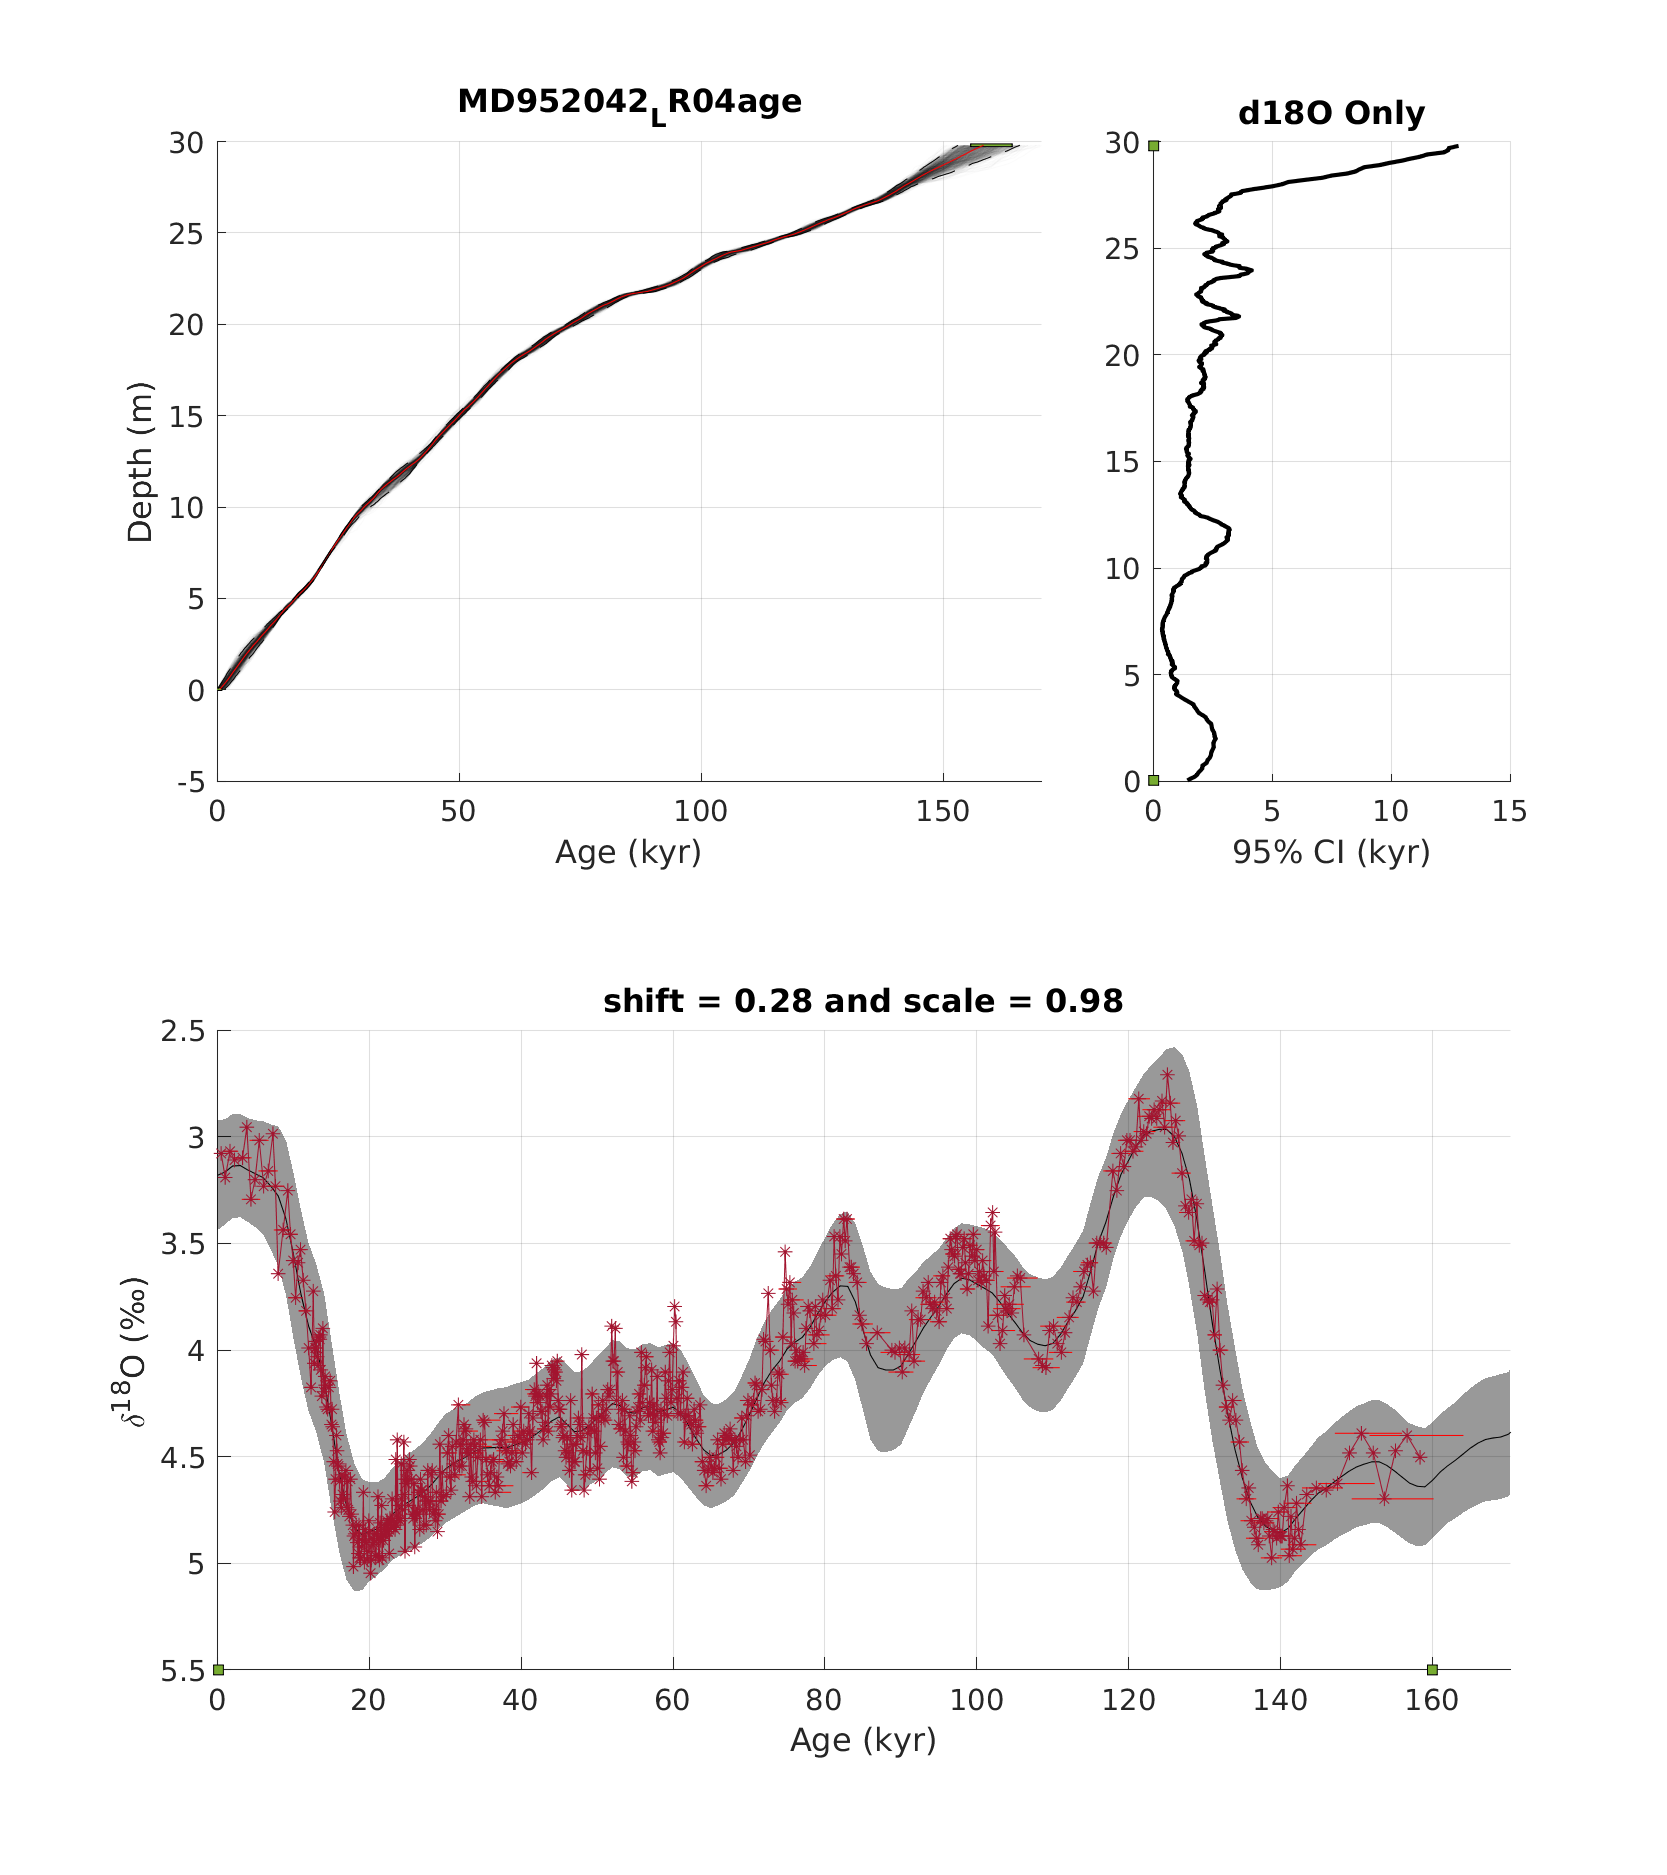 MD952042LR04age
30
25
20
15
10
5
0
-5
0 50 100 150
Depth (m)
Age (kyr)
d18O Only
30
25
20
15
10
5
0
0 5 10 15
95% CI (kyr)
shift = 0.28 and scale = 0.98
2.5
3
3.5
4
4.5
5
5.5
0 20 40 60 80 100 120 140 160
δ18O (‰)
Age (kyr)